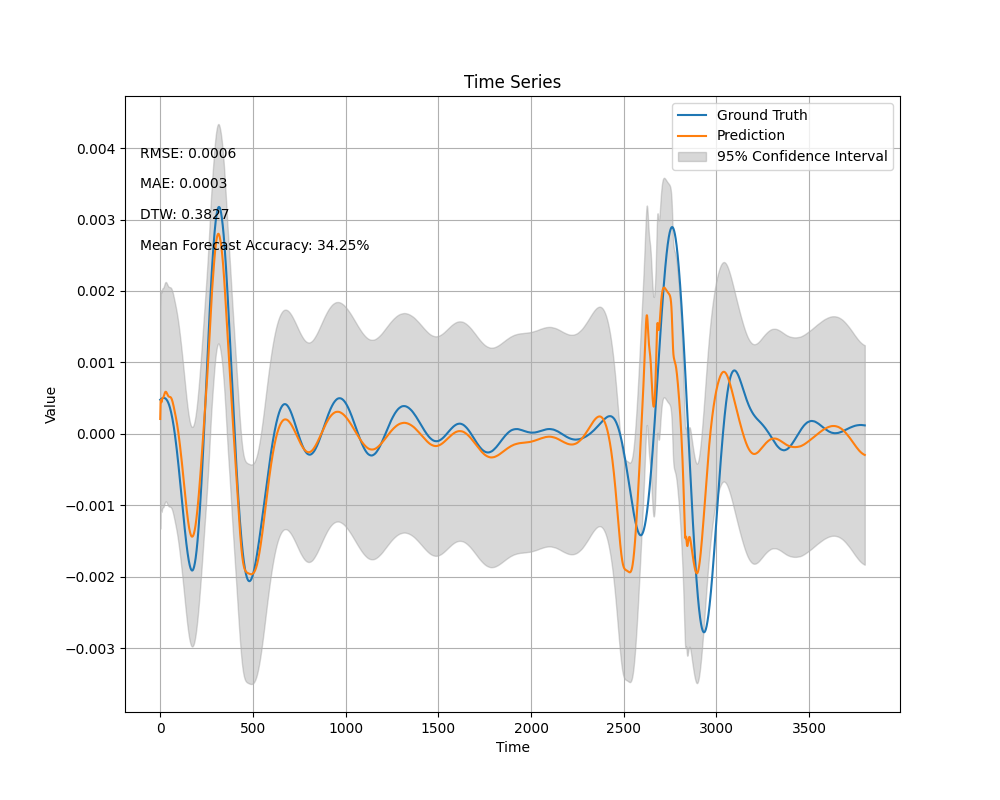 Time Series
Ground Truth
Prediction
95% Confidence Interval
RMSE: 0.0006
MAE: 0.0003
DTW: 0.3827
Mean Forecast Accuracy: 34.25%
Value
0.004
0.003
0.002
0.001
0.000
−0.001
−0.002
−0.003
0 500 1000 1500 2000 2500 3000 3500
Time